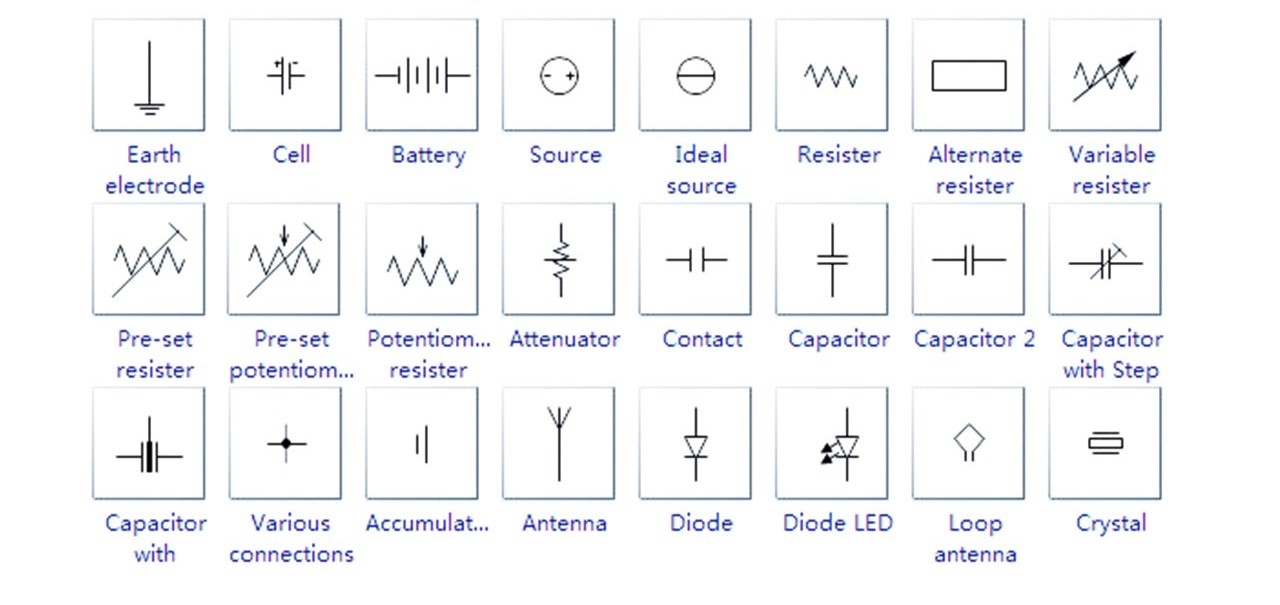 Earth electrode
Cell
Battery
Source
Ideal source
Resister
Alternate resister
Variable resister
Pre-set resister
Pre-set potentiom...
Potentiom... resister
Attenuator
Contact
Capacitor
Capacitor 2
Capacitor with Step
Capacitor with
Various connections
Accumulat...
Antenna
Diode
Diode LED
Loop antenna
Crystal